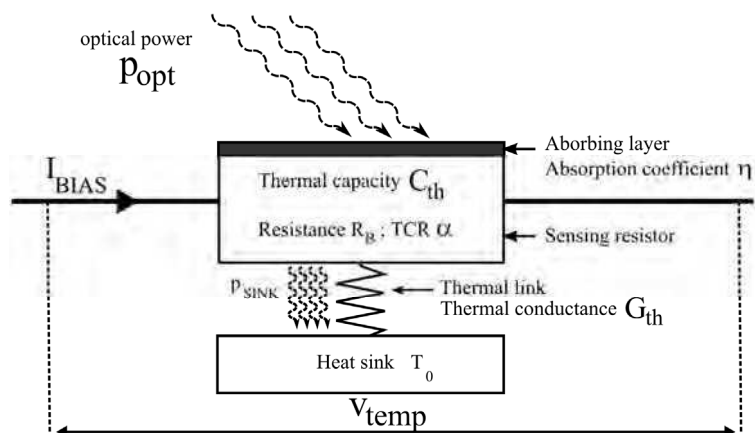 optical power
Popt
Aborbing layer
Absorption coefficient η
IBIAS
Thermal capacity Cth
Resistance RB ; TCR α
Sensing resistor
PSINK
Thermal link
Thermal conductance Gth
Heat sink T0
vtemp